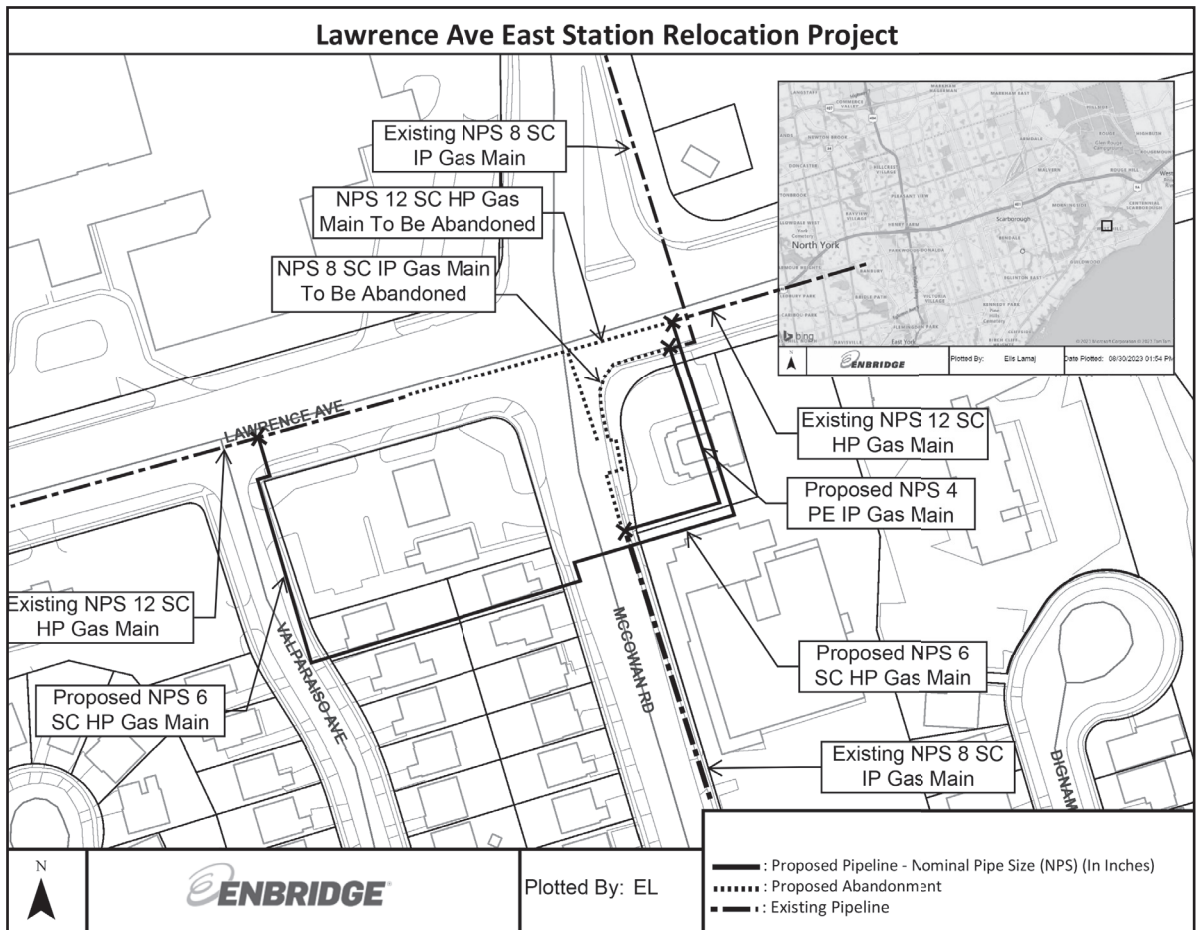 Lawrence Ave East Station Relocation Project
Existing NPS 8 SC
IP Gas Main
NPS 12 SC HP Gas
Main To Be Abandoned
NPS 8 SC IP Gas Main
To Be Abandoned
North York
Scarborough
East York
bing
N
ENBRIDGE
Plotted By:
Elis Lamaj
Date Plotted: 08/30/2023 01:54 PM
LAWRENCE AVE
Existing NPS 12 SC
HP Gas Main
Proposed NPS 4
PE IP Gas Main
Existing NPS 12 SC
HP Gas Main
VALPARAISO AVE
MCCOWAN RD
Proposed NPS 6
SC HP Gas Main
Proposed NPS 6
SC HP Gas Main
Existing NPS 8 SC
IP Gas Main
DIGNAM
N
ENBRIDGE
Plotted By: EL
: Proposed Pipeline - Nominal Pipe Size (NPS) (In Inches)
: Proposed Abandonment
: Existing Pipeline